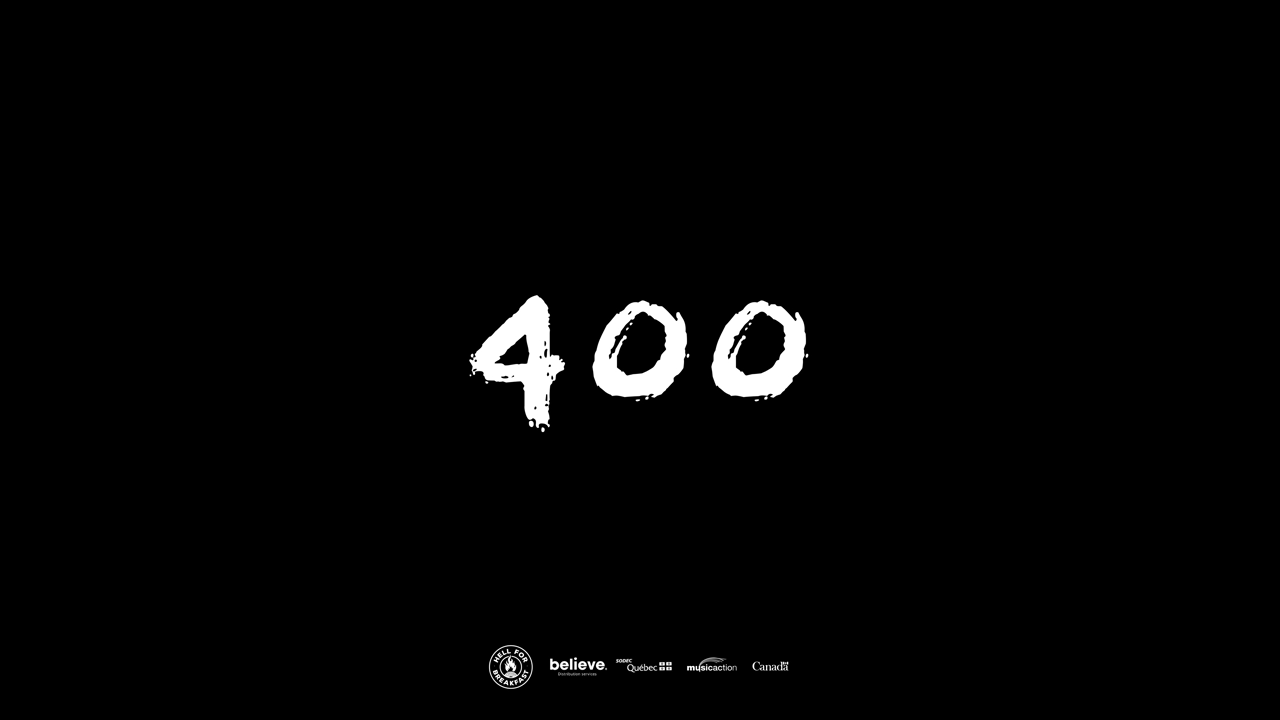 400
HELL FOR BREAKFAST
believe.
Distribution services
SODEC
Québec
musicaction
Canada